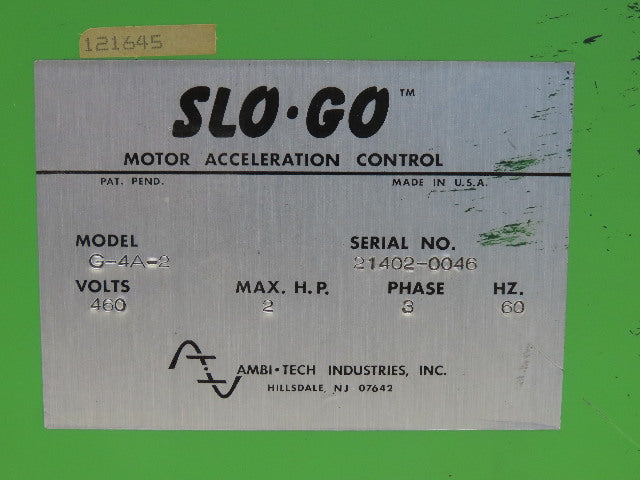 121645
SLO·GO™
MOTOR ACCELERATION CONTROL
PAT. PEND. MADE IN U.S.A.
MODEL SERIAL NO.
G-4A-2 21402-0046
VOLTS MAX. H.P. PHASE HZ.
460 2 3 60
AMBI·TECH INDUSTRIES, INC.
HILLSDALE, NJ 07642